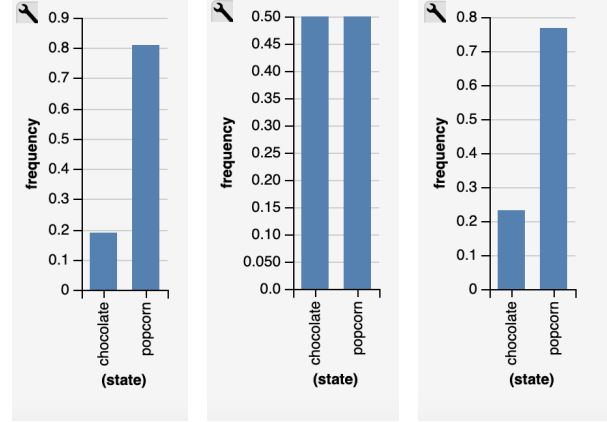 0.9
0.8
0.7
0.6
0.5
0.4
0.3
0.2
0.1
0
frequency
chocolate
popcorn
(state)
0.50
0.45
0.40
0.35
0.30
0.25
0.20
0.15
0.10
0.050
0.0
frequency
chocolate
popcorn
(state)
0.8
0.7
0.6
0.5
0.4
0.3
0.2
0.1
0
frequency
chocolate
popcorn
(state)